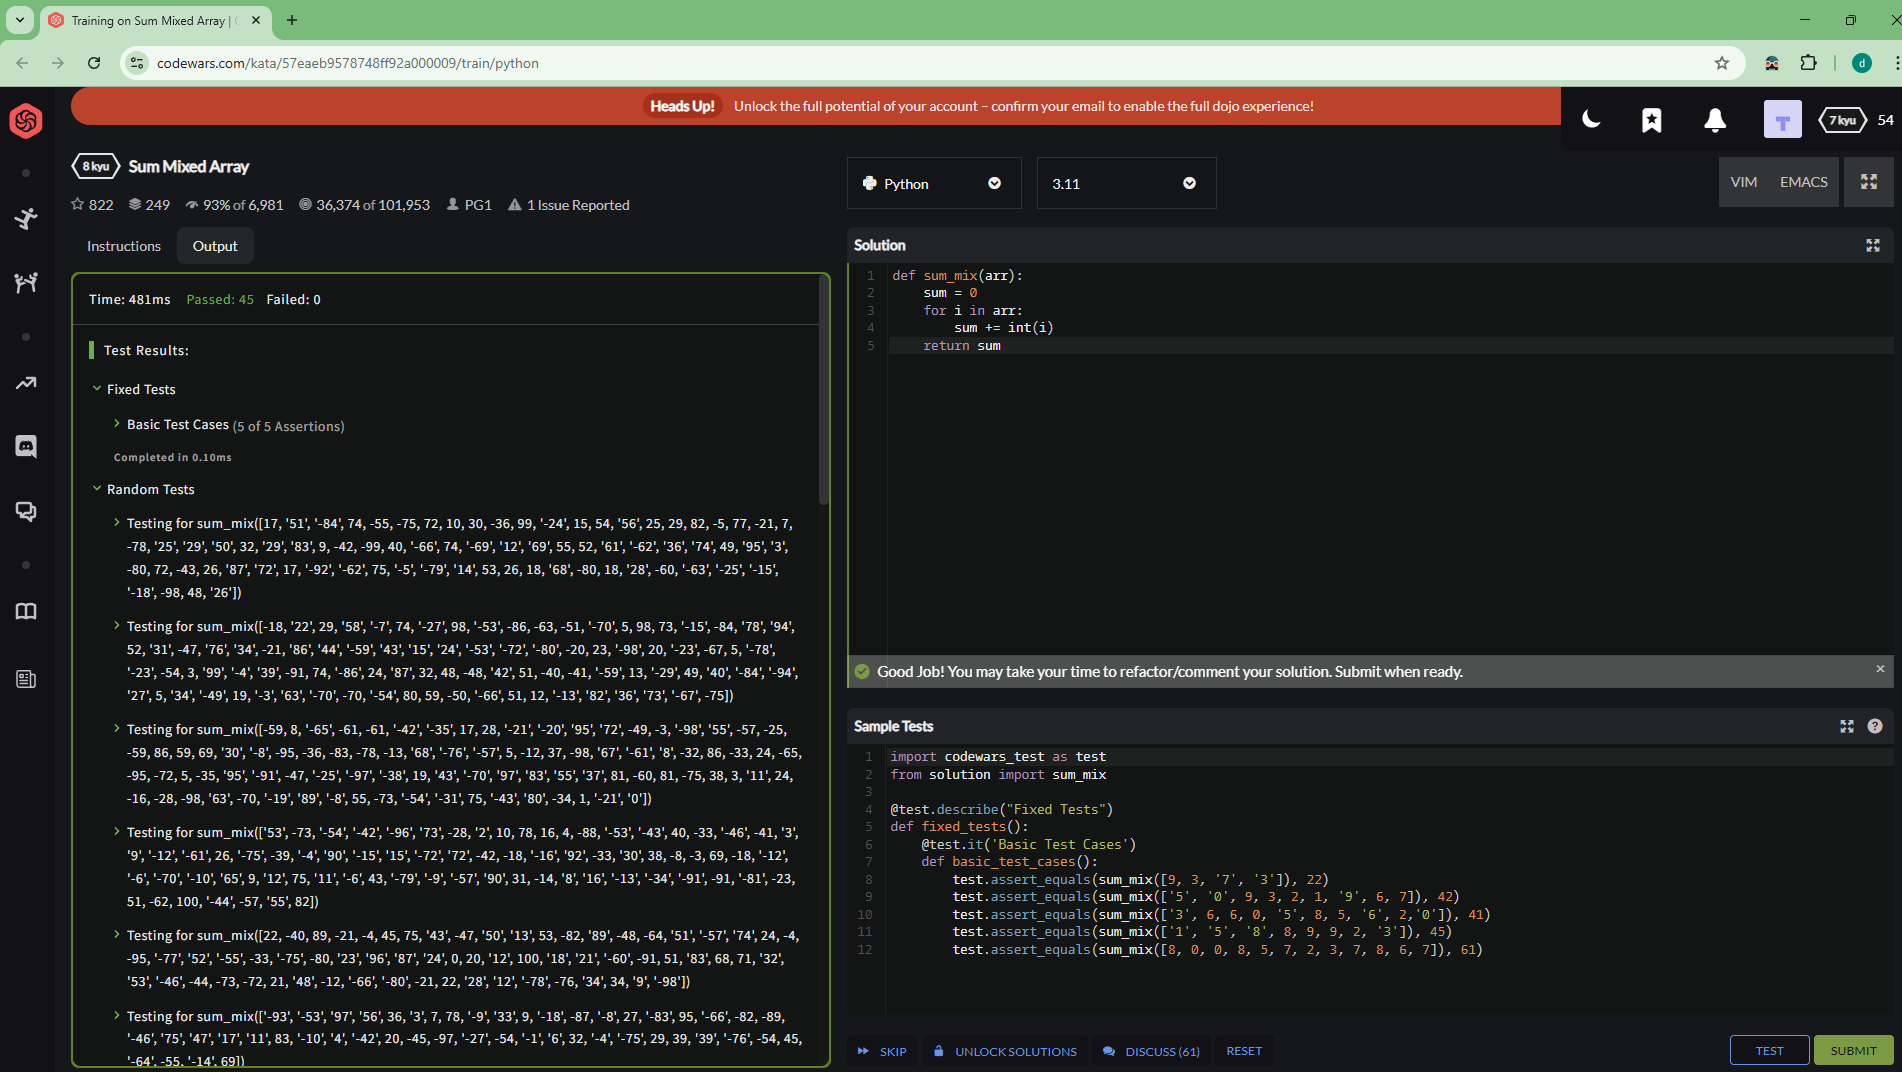 Training on Sum Mixed Array | C
codewars.com/kata/57eaeb9578748ff92a000009/train/python
d
Heads Up! Unlock the full potential of your account – confirm your email to enable the full dojo experience!
T
7 kyu
54
8 kyu
Sum Mixed Array
822 249 93% of 6,981 36,374 of 101,953 PG1 1 Issue Reported
Instructions
Output
Time: 481ms Passed: 45 Failed: 0
Test Results:
Fixed Tests
Basic Test Cases (5 of 5 Assertions)
Completed in 0.10ms
Random Tests
Testing for sum_mix([17, '51', '-84', 74, -55, -75, 72, 10, 30, -36, 99, '-24', 15, 54, '56', 25, 29, 82, -5, 77, -21, 7,
-78, '25', '29', '50', 32, '29', '83', 9, -42, -99, 40, '-66', 74, '-69', '12', '69', 55, 52, '61', '-62', '36', '74', 49, '95', '3',
-80, 72, -43, 26, '87', '72', 17, '-92', '-62', 75, '-5', '-79', '14', 53, 26, 18, '68', -80, 18, '28', -60, '-63', '-25', '-15',
'-18', -98, 48, '26'])
Testing for sum_mix([-18, '22', 29, '58', '-7', 74, '-27', 98, '-53', -86, -63, -51, '-70', 5, 98, 73, '-15', -84, '78', '94',
52, '31', -47, '76', '34', -21, '86', '44', '-59', '43', '15', '24', '-53', '-72', '-80', -20, 23, '-98', 20, '-23', -67, 5, '-78',
'-23', -54, 3, '99', '-4', '39', -91, 74, '-86', 24, '87', 32, 48, -48, '42', 51, -40, -41, '-59', 13, '-29', 49, '40', '-84', '-94',
'27', 5, '34', '-49', 19, '-3', '63', '-70', -70, '-54', 80, 59, -50, '-66', 51, 12, '-13', '82', '36', '73', '-67', -75])
Testing for sum_mix([-59, 8, '-65', -61, -61, '-42', '-35', 17, 28, '-21', '-20', '95', '72', -49, -3, '-98', '55', -57, -25,
-59, 86, 59, 69, '30', '-8', -95, -36, -83, -78, -13, '68', '-76', '-57', 5, -12, 37, -98, '67', '-61', '8', -32, 86, -33, 24, -65,
-95, -72, 5, -35, '95', '-91', -47, '-25', '-97', '-38', 19, '43', '-70', '97', '83', '55', '37', 81, -60, 81, -75, 38, 3, '11', 24,
-16, -28, -98, '63', -70, '-19', '89', '-8', 55, -73, '-54', '-31', 75, '-43', '80', -34, 1, '-21', '0'])
Testing for sum_mix(['53', -73, '-54', '-42', '-96', '73', -28, '2', 10, 78, 16, 4, -88, '-53', '-43', 40, -33, '-46', -41, '3',
'9', '-12', '-61', 26, '-75', -39, '-4', '90', '-15', '15', '-72', '72', -42, -18, '-16', '92', -33, '30', 38, -8, -3, 69, -18, '-12',
'-6', '-70', '-10', '65', 9, '12', 75, '11', '-6', 43, '-79', '-9', '-57', '90', 31, -14, '8', '16', '-13', '-34', '-91', -91, '-81', -23,
51, -62, 100, '-44', -57, '55', 82])
Testing for sum_mix([22, -40, 89, -21, -4, 45, 75, '43', -47, '50', '13', 53, -82, '89', -48, -64, '51', '-57', '74', 24, -4,
-95, '-77', '52', '-55', -33, '-75', -80, '23', '96', '87', '24', 0, 20, '12', 100, '18', '21', '-60', -91, 51, '83', 68, 71, '32',
'53', '-46', -44, -73, -72, 21, '48', -12, '-66', '-80', -21, 22, '28', '12', '-78', -76, '34', 34, '9', '-98'])
Testing for sum_mix(['-93', '-53', '97', '56', 36, '3', 7, 78, '-9', '33', 9, '-18', -87, '-8', 27, '-83', 95, '-66', -82, -89,
-46, '75', '47', '17', '11', 83, '-10', '4', '-42', 20, -45, -97, '-27', -54, '-1', '6', 32, '-4', '-75', 29, 39, '39', '-76', -54, 45,
'-64', -55, '-14', 69])
Python
3.11
VIM EMACS
Solution
1 def sum_mix(arr):
2 sum = 0
3 for i in arr:
4 sum += int(i)
5 return sum
Good Job! You may take your time to refactor/comment your solution. Submit when ready.
Sample Tests
1 import codewars_test as test
2 from solution import sum_mix
3
4 @test.describe("Fixed Tests")
5 def fixed_tests():
6 @test.it('Basic Test Cases')
7 def basic_test_cases():
8 test.assert_equals(sum_mix([9, 3, '7', '3']), 22)
9 test.assert_equals(sum_mix(['5', '0', 9, 3, 2, 1, '9', 6, 7]), 42)
10 test.assert_equals(sum_mix(['3', 6, 6, 0, '5', 8, 5, '6', 2,'0']), 41)
11 test.assert_equals(sum_mix(['1', '5', '8', 8, 9, 9, 2, '3']), 45)
12 test.assert_equals(sum_mix([8, 0, 0, 8, 5, 7, 2, 3, 7, 8, 6, 7]), 61)
SKIP
UNLOCK SOLUTIONS
DISCUSS (61)
RESET
TEST
SUBMIT